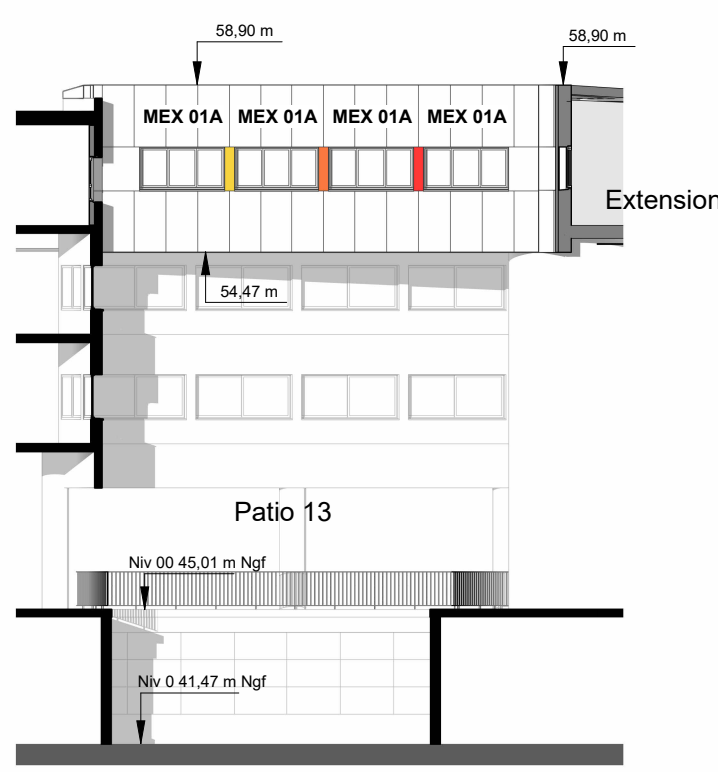 58,90 m
58,90 m
MEX 01A MEX 01A MEX 01A MEX 01A
Extension
54,47 m
Patio 13
Niv 00 45,01 m Ngf
Niv 0 41,47 m Ngf